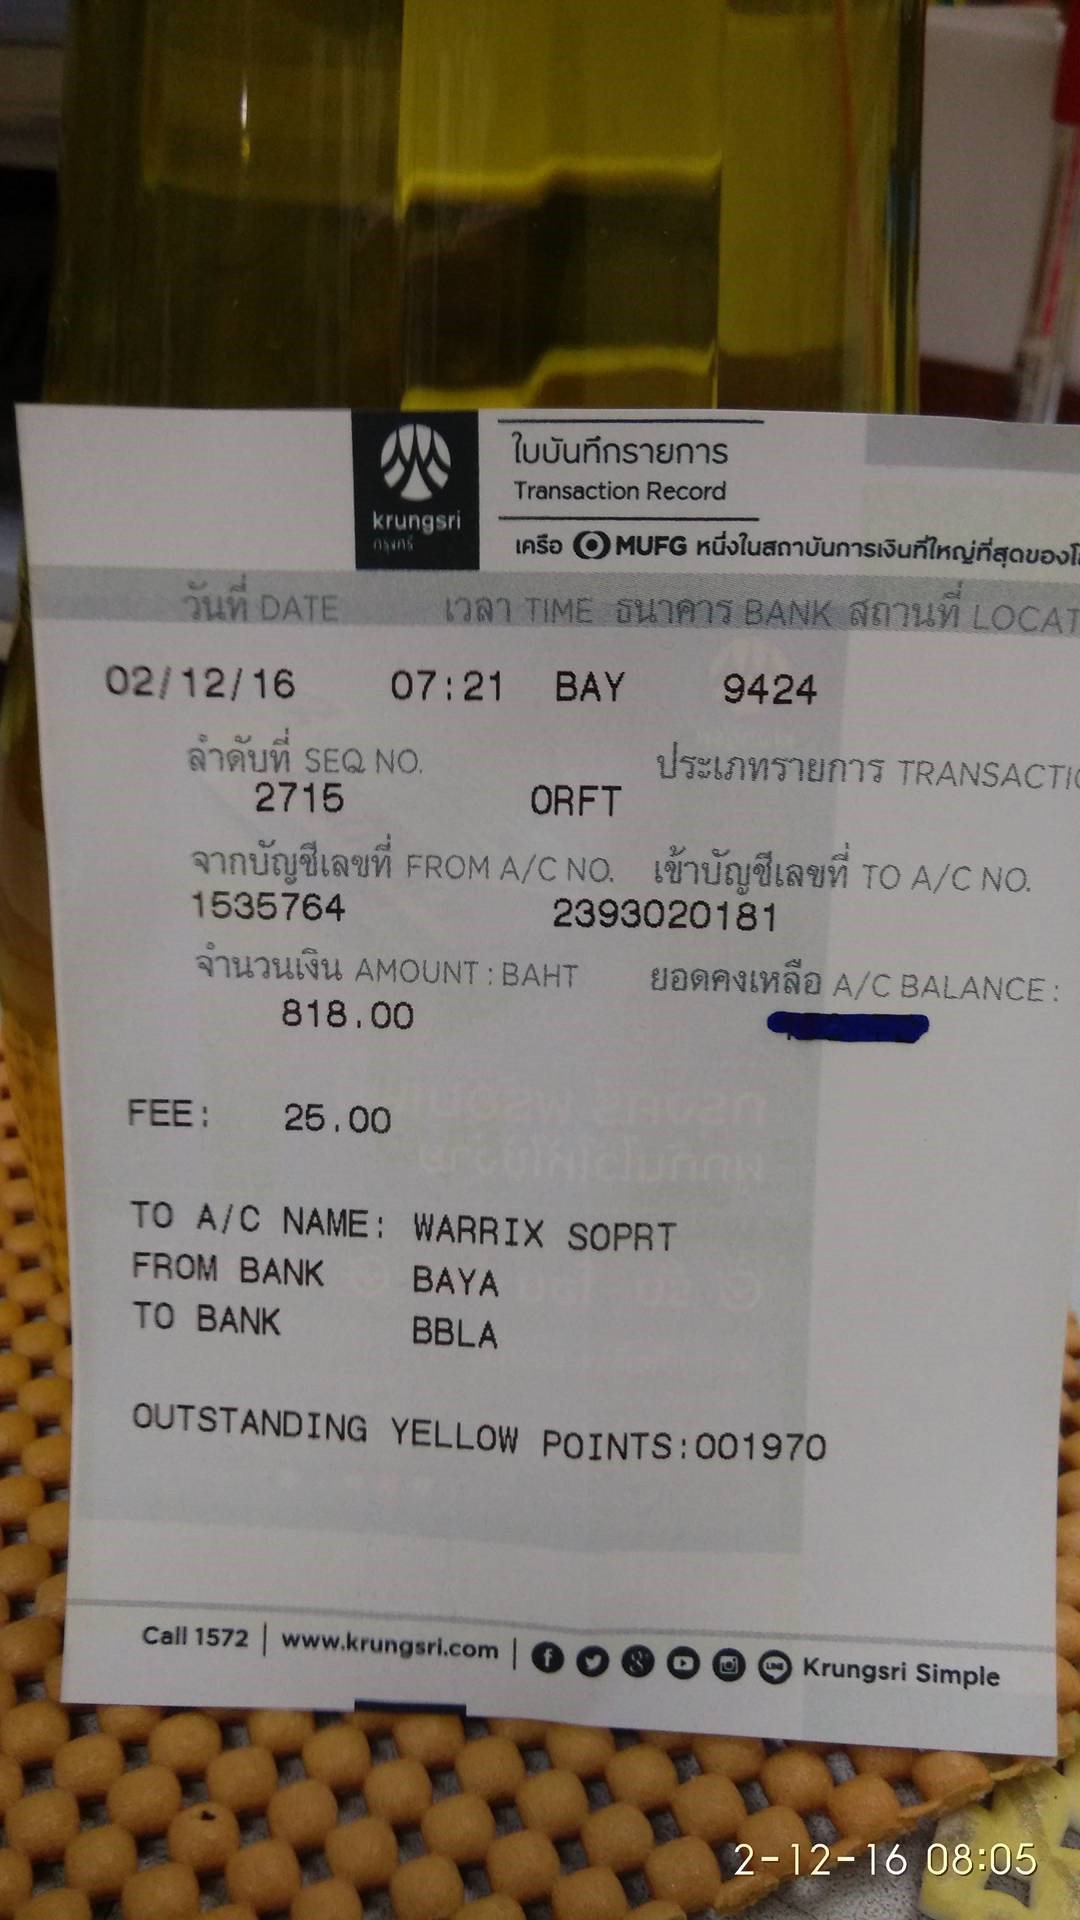 krungsri
กรุงศรี
ใบบันทึกรายการ
Transaction Record
เครือ MUFG หนึ่งในสถาบันการเงินที่ใหญ่ที่สุดของ
วันที่ DATE เวลา TIME ธนาคาร BANK สถานที่ LOCAT
02/12/16 07:21 BAY 9424
ลำดับที่ SEQ NO. ประเภทรายการ TRANSACTIO
2715 ORFT
จากบัญชีเลขที่ FROM A/C NO. เข้าบัญชีเลขที่ TO A/C NO.
1535764 2393020181
จำนวนเงิน AMOUNT : BAHT ยอดคงเหลือ A/C BALANCE :
818.00
FEE: 25.00
TO A/C NAME: WARRIX SOPRT
FROM BANK BAYA
TO BANK BBLA
OUTSTANDING YELLOW POINTS:001970
Call 1572 | www.krungsri.com | LINE Krungsri Simple
2-12-16 08:05